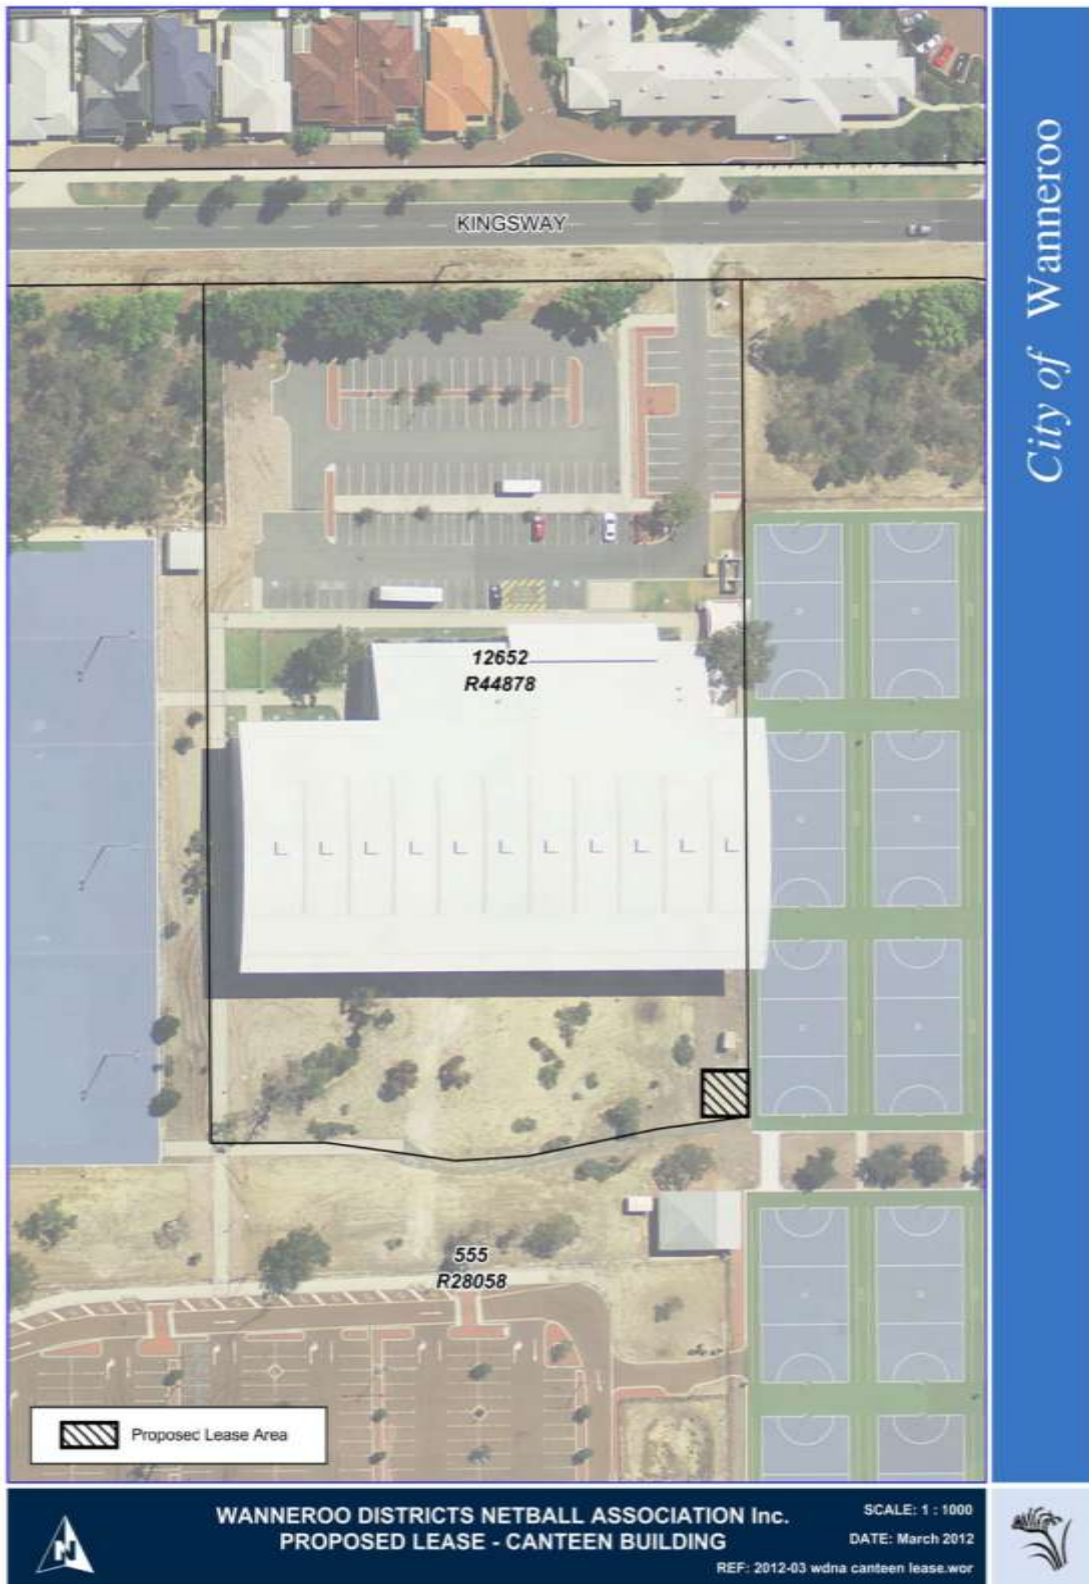 City of Wanneroo
KINGSWAY
12652
R44878
555
R28058
Proposec Lease Area
WANNEROO DISTRICTS NETBALL ASSOCIATION Inc.
PROPOSED LEASE - CANTEEN BUILDING
SCALE: 1 : 1000
DATE: March 2012
REF: 2012-03 wdna canteen lease.wor
N